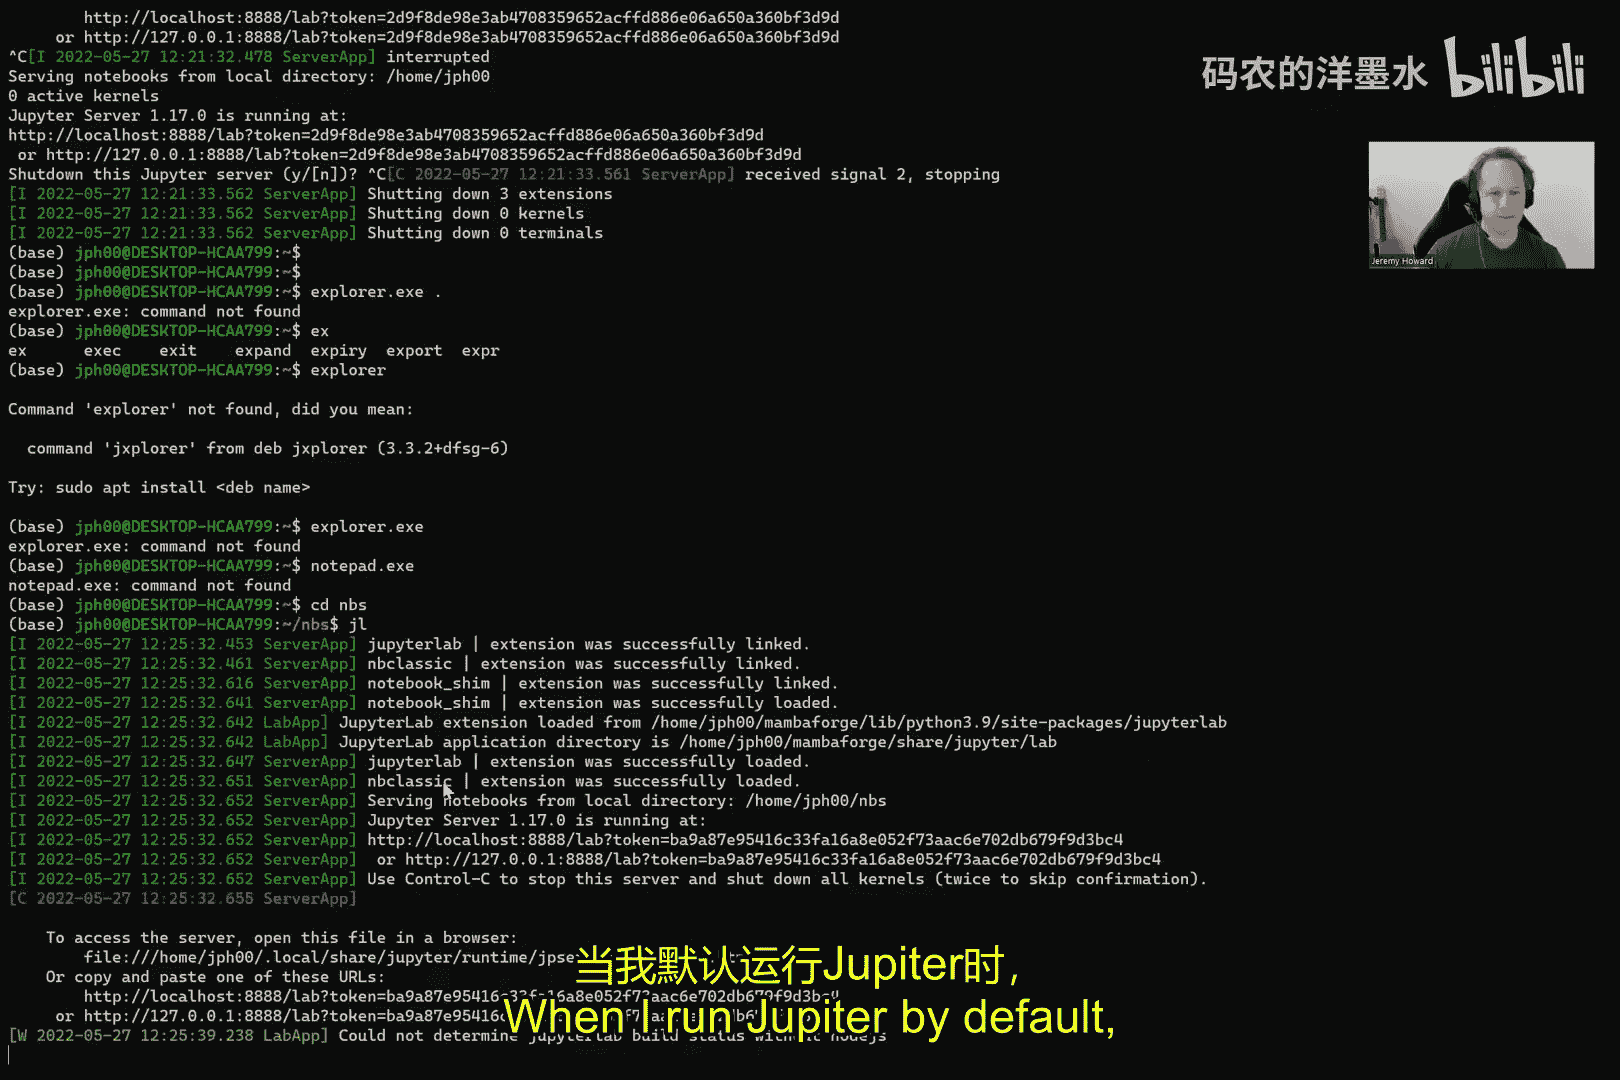 http://localhost:8888/lab?token=2d9f8de98e3ab4708359652acffd886e06a650a360bf3d9d
or http://127.0.0.1:8888/lab?token=2d9f8de98e3ab4708359652acffd886e06a650a360bf3d9d
^C[I 2022-05-27 12:21:32.478 ServerApp] interrupted
Serving notebooks from local directory: /home/jph00
0 active kernels
Jupyter Server 1.17.0 is running at:
http://localhost:8888/lab?token=2d9f8de98e3ab4708359652acffd886e06a650a360bf3d9d
or http://127.0.0.1:8888/lab?token=2d9f8de98e3ab4708359652acffd886e06a650a360bf3d9d
Shutdown this Jupyter server (y/[n])? ^C[C 2022-05-27 12:21:33.561 ServerApp] received signal 2, stopping
[I 2022-05-27 12:21:33.562 ServerApp] Shutting down 3 extensions
[I 2022-05-27 12:21:33.562 ServerApp] Shutting down 0 kernels
[I 2022-05-27 12:21:33.562 ServerApp] Shutting down 0 terminals
(base) jph00@DESKTOP-HCAA799:~$
(base) jph00@DESKTOP-HCAA799:~$
(base) jph00@DESKTOP-HCAA799:~$ explorer.exe .
explorer.exe: command not found
(base) jph00@DESKTOP-HCAA799:~$ ex
ex exec exit expand expiry export expr
(base) jph00@DESKTOP-HCAA799:~$ explorer
Command 'explorer' not found, did you mean:
command 'jxplorer' from deb jxplorer (3.3.2+dfsg-6)
Try: sudo apt install <deb name>
(base) jph00@DESKTOP-HCAA799:~$ explorer.exe
explorer.exe: command not found
(base) jph00@DESKTOP-HCAA799:~$ notepad.exe
notepad.exe: command not found
(base) jph00@DESKTOP-HCAA799:~$ cd nbs
(base) jph00@DESKTOP-HCAA799:~/nbs$ jl
[I 2022-05-27 12:25:32.453 ServerApp] jupyterlab | extension was successfully linked.
[I 2022-05-27 12:25:32.461 ServerApp] nbclassic | extension was successfully linked.
[I 2022-05-27 12:25:32.616 ServerApp] notebook_shim | extension was successfully linked.
[I 2022-05-27 12:25:32.641 ServerApp] notebook_shim | extension was successfully loaded.
[I 2022-05-27 12:25:32.642 LabApp] JupyterLab extension loaded from /home/jph00/mambaforge/lib/python3.9/site-packages/jupyterlab
[I 2022-05-27 12:25:32.642 LabApp] JupyterLab application directory is /home/jph00/mambaforge/share/jupyter/lab
[I 2022-05-27 12:25:32.647 ServerApp] jupyterlab | extension was successfully loaded.
[I 2022-05-27 12:25:32.651 ServerApp] nbclassic | extension was successfully loaded.
[I 2022-05-27 12:25:32.652 ServerApp] Serving notebooks from local directory: /home/jph00/nbs
[I 2022-05-27 12:25:32.652 ServerApp] Jupyter Server 1.17.0 is running at:
[I 2022-05-27 12:25:32.652 ServerApp] http://localhost:8888/lab?token=ba9a87e95416c33fa16a8e052f73aac6e702db679f9d3bc4
[I 2022-05-27 12:25:32.652 ServerApp] or http://127.0.0.1:8888/lab?token=ba9a87e95416c33fa16a8e052f73aac6e702db679f9d3bc4
[I 2022-05-27 12:25:32.652 ServerApp] Use Control-C to stop this server and shut down all kernels (twice to skip confirmation).
[C 2022-05-27 12:25:32.655 ServerApp]
To access the server, open this file in a browser:
file:///home/jph00/.local/share/jupyter/runtime/jpse
Or copy and paste one of these URLs:
http://localhost:8888/lab?token=ba9a87e95416c33fa16a8e052f73aac6e702db679f9d3bc4
or http://127.0.0.1:8888/lab?token=ba9a87e95416
[W 2022-05-27 12:25:39.238 LabApp] Could not determine jupyterlab build status without nodejs
码农的洋墨水 bilibili
Jeremy Howard
当我默认运行Jupiter时，
When I run Jupiter by default,